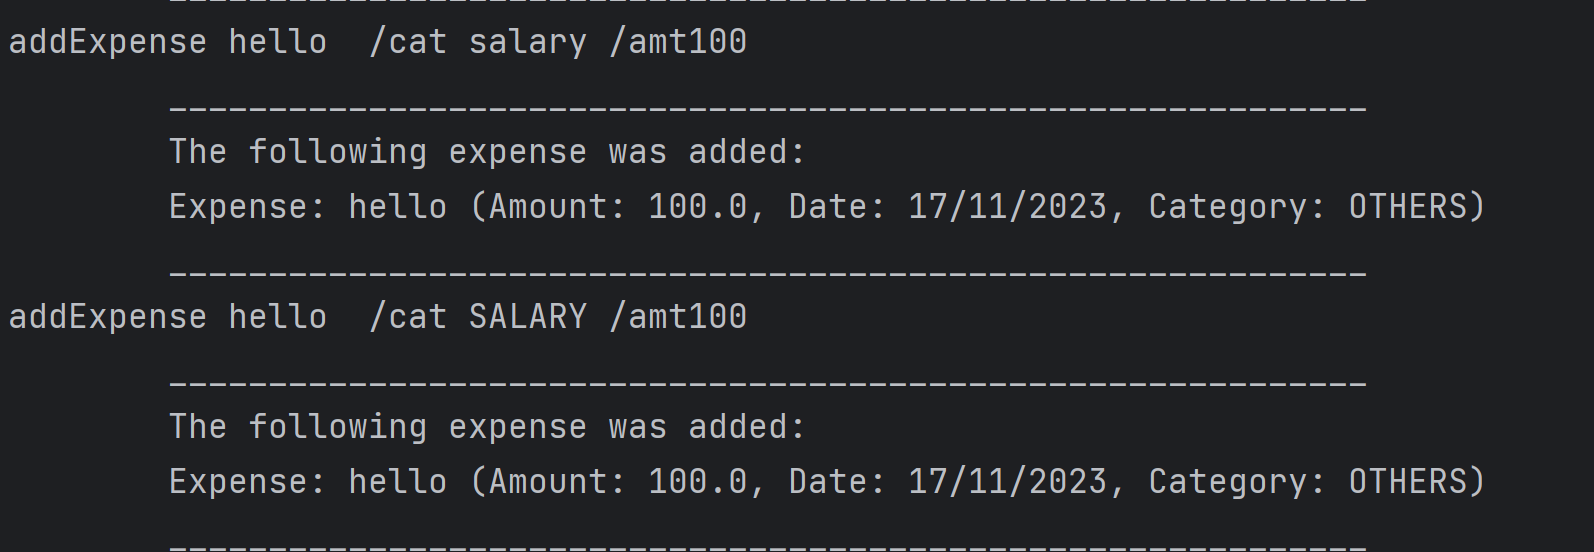 ____________________________________________________________
addExpense hello  /cat salary /amt100
____________________________________________________________
The following expense was added:
Expense: hello (Amount: 100.0, Date: 17/11/2023, Category: OTHERS)
____________________________________________________________
addExpense hello  /cat SALARY /amt100
____________________________________________________________
The following expense was added:
Expense: hello (Amount: 100.0, Date: 17/11/2023, Category: OTHERS)
____________________________________________________________